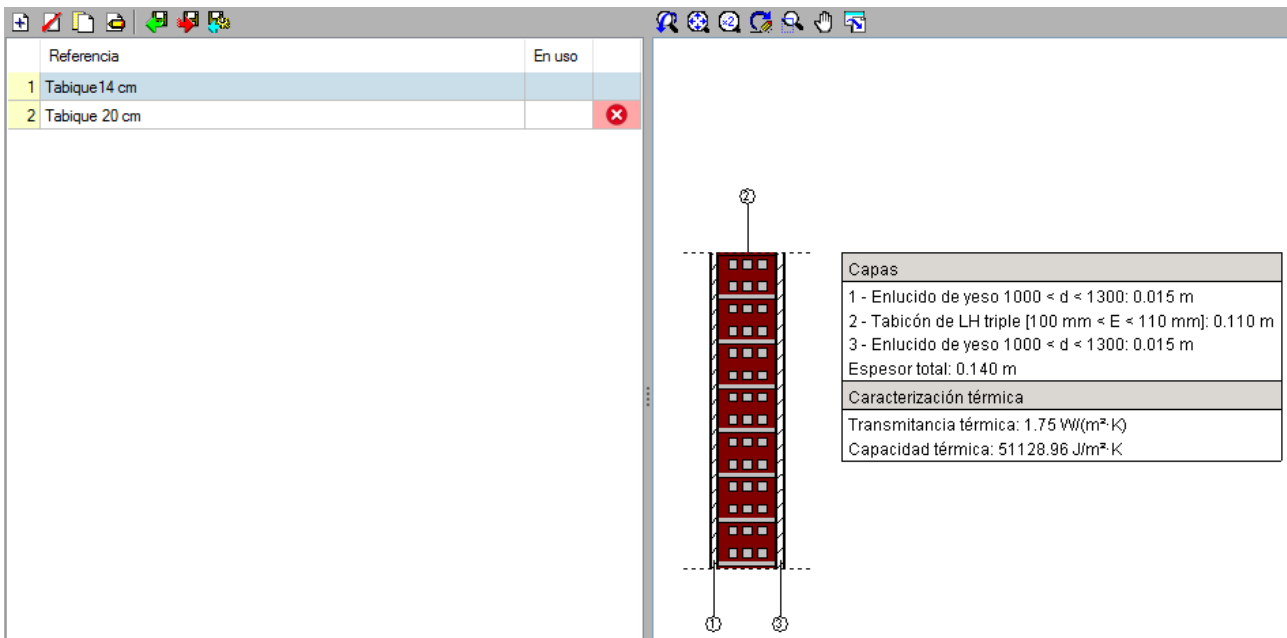 Referencia En uso
1 Tabique14 cm
2 Tabique 20 cm
x2
2
Capas
1 - Enlucido de yeso 1000 < d < 1300: 0.015 m
2 - Tabicón de LH triple [100 mm < E < 110 mm]: 0.110 m
3 - Enlucido de yeso 1000 < d < 1300: 0.015 m
Espesor total: 0.140 m
Caracterización térmica
Transmitancia térmica: 1.75 W/(m²·K)
Capacidad térmica: 51128.96 J/m²·K
1 3